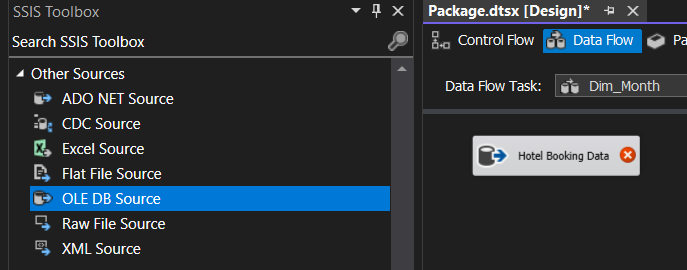 SSIS Toolbox
Search SSIS Toolbox
Other Sources
ADO NET Source
CDC Source
Excel Source
Flat File Source
OLE DB Source
Raw File Source
XML Source
Package.dtsx [Design]*
Control Flow
Data Flow
Pa
Data Flow Task:
Dim_Month
Hotel Booking Data